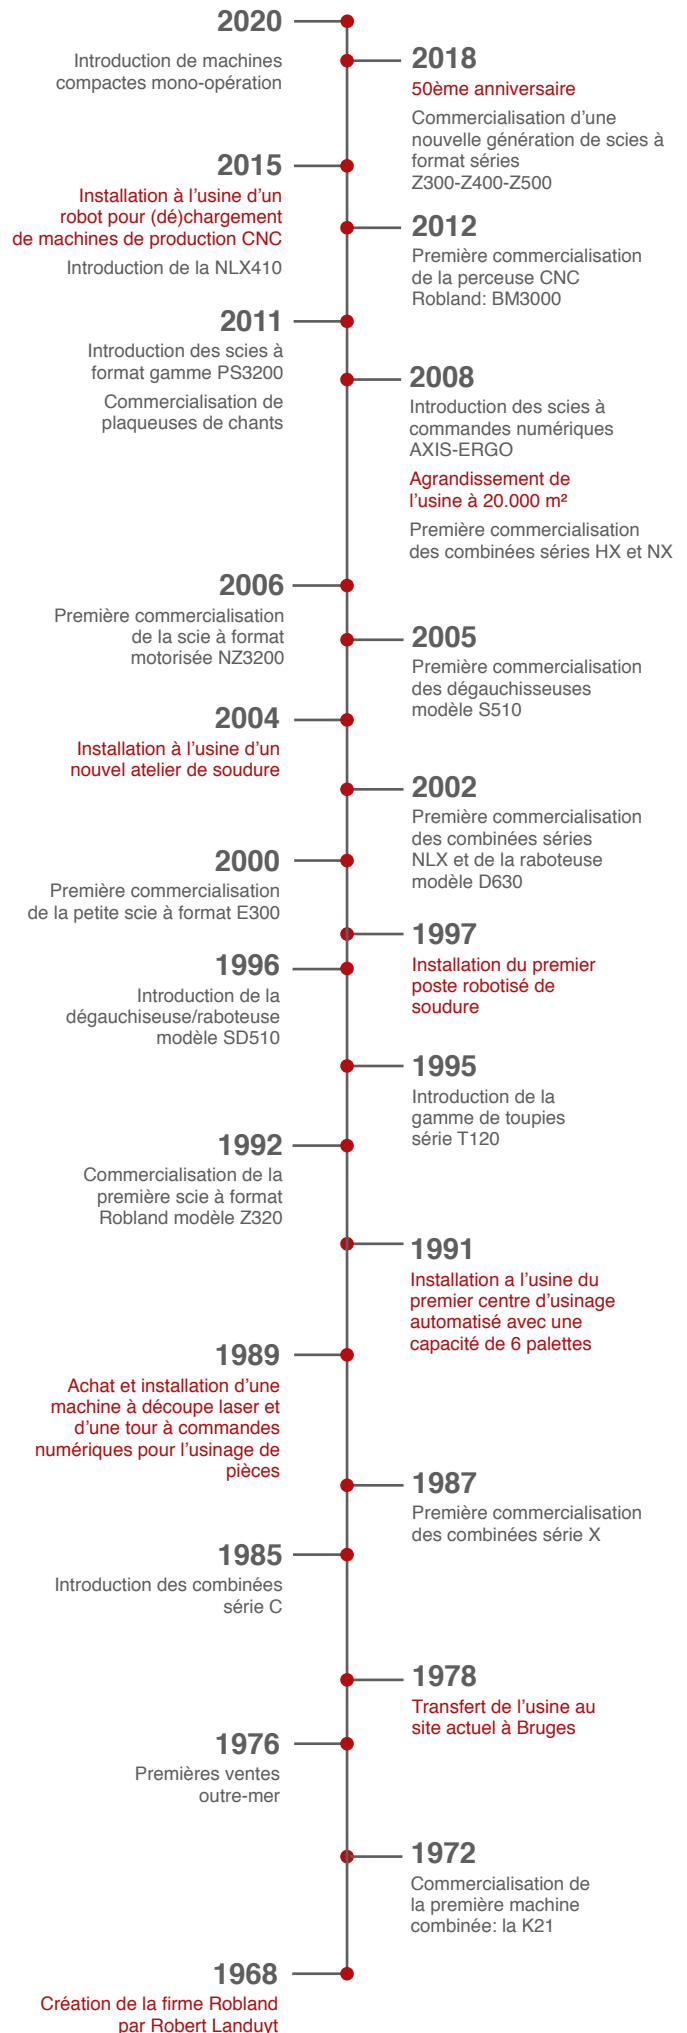 2020
Introduction de machines
compactes mono-opération
2018
50ème anniversaire
Commercialisation d'une
nouvelle génération de scies à
format séries
Z300-Z400-Z500
2015
Installation à l'usine d'un
robot pour (dé)chargement
de machines de production CNC
Introduction de la NLX410
2012
Première commercialisation
de la perceuse CNC
Robland: BM3000
2011
Introduction des scies à
format gamme PS3200
Commercialisation de
plaqueuses de chants
2008
Introduction des scies à
commandes numériques
AXIS-ERGO
Agrandissement de
l'usine à 20.000 m²
Première commercialisation
des combinées séries HX et NX
2006
Première commercialisation
de la scie à format
motorisée NZ3200
2005
Première commercialisation
des dégauchisseuses
modèle S510
2004
Installation à l'usine d'un
nouvel atelier de soudure
2002
Première commercialisation
des combinées séries
NLX et de la raboteuse
modèle D630
2000
Première commercialisation
de la petite scie à format E300
1997
Installation du premier
poste robotisé de
soudure
1996
Introduction de la
dégauchiseuse/raboteuse
modèle SD510
1995
Introduction de la
gamme de toupies
série T120
1992
Commercialisation de la
première scie à format
Robland modèle Z320
1991
Installation a l'usine du
premier centre d'usinage
automatisé avec une
capacité de 6 palettes
1989
Achat et installation d'une
machine à découpe laser et
d'une tour à commandes
numériques pour l'usinage de
pièces
1987
Première commercialisation
des combinées série X
1985
Introduction des combinées
série C
1978
Transfert de l'usine au
site actuel à Bruges
1976
Premières ventes
outre-mer
1972
Commercialisation de
la première machine
combinée: la K21
1968
Création de la firme Robland
par Robert Landuyt